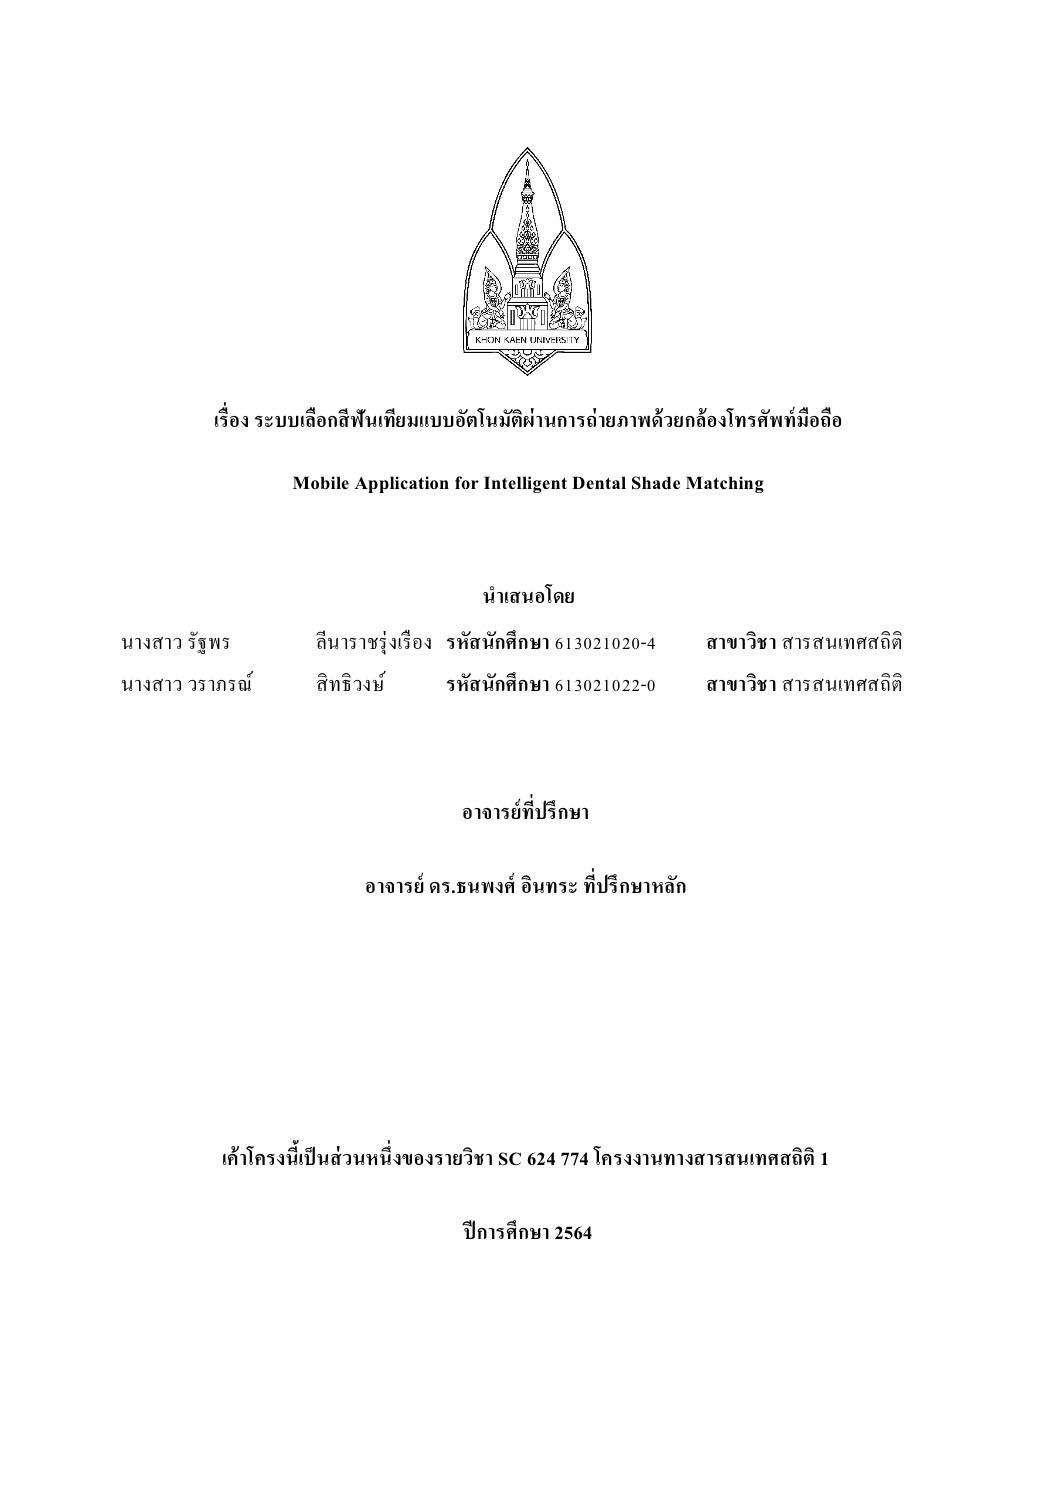 KHON KAEN UNIVERSITY
เรื่อง ระบบเลือกสีฟันเทียมแบบอัตโนมัติผ่านการถ่ายภาพด้วยกล้องโทรศัพท์มือถือ
Mobile Application for Intelligent Dental Shade Matching
นำเสนอโดย
นางสาว รัฐพร ลีนาราชรุ่งเรือง รหัสนักศึกษา 613021020-4 สาขาวิชา สารสนเทศสถิติ
นางสาว วราภรณ์ สิทธิวงษ์ รหัสนักศึกษา 613021022-0 สาขาวิชา สารสนเทศสถิติ
อาจารย์ที่ปรึกษา
อาจารย์ ดร.ธนพงศ์ อินทระ ที่ปรึกษาหลัก
เค้าโครงนี้เป็นส่วนหนึ่งของรายวิชา SC 624 774 โครงงานทางสารสนเทศสถิติ 1
ปีการศึกษา 2564